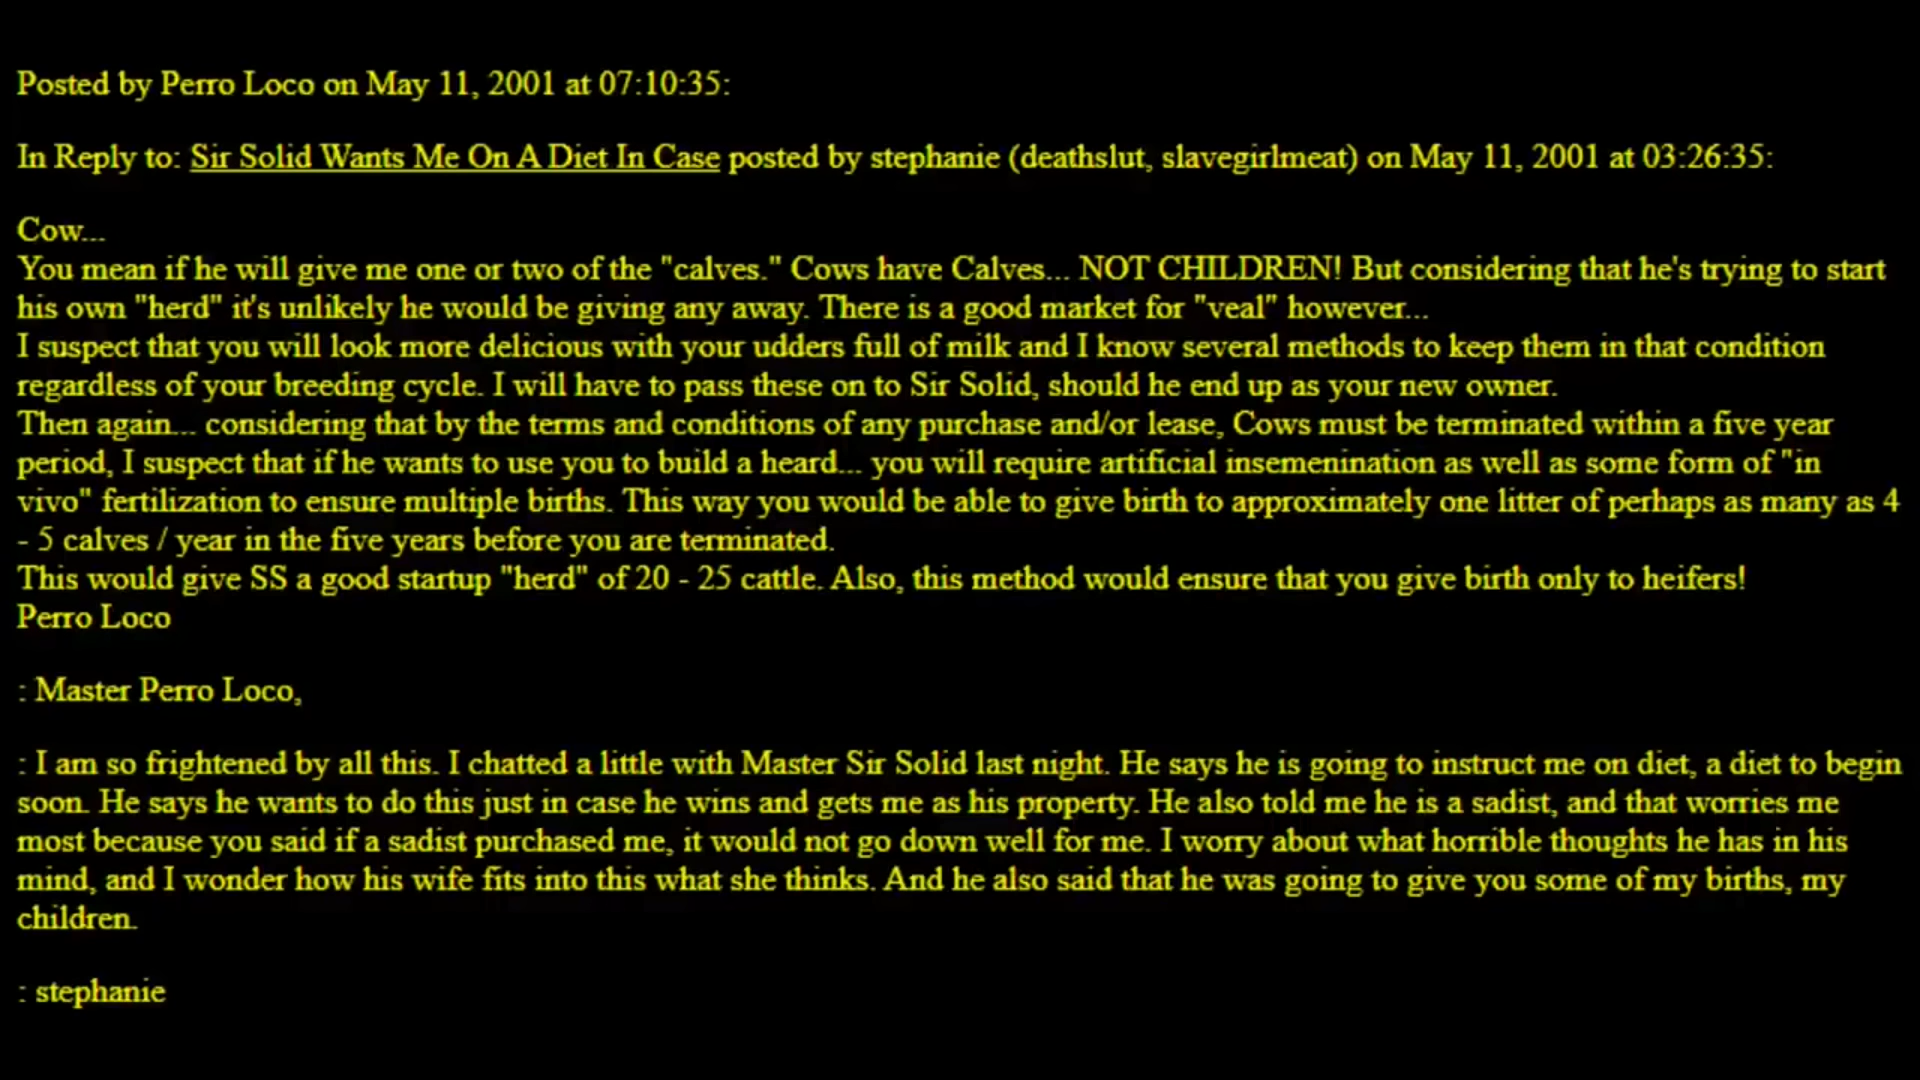 Posted by Perro Loco on May 11, 2001 at 07:10:35:
In Reply to: Sir Solid Wants Me On A Diet In Case posted by stephanie (deathslut, slavegirlmeat) on May 11, 2001 at 03:26:35:
Cow...
You mean if he will give me one or two of the "calves." Cows have Calves... NOT CHILDREN! But considering that he's trying to start
his own "herd" it's unlikely he would be giving any away. There is a good market for "veal" however...
I suspect that you will look more delicious with your udders full of milk and I know several methods to keep them in that condition
regardless of your breeding cycle. I will have to pass these on to Sir Solid, should he end up as your new owner.
Then again... considering that by the terms and conditions of any purchase and/or lease, Cows must be terminated within a five year
period, I suspect that if he wants to use you to build a heard... you will require artificial insemenination as well as some form of "in
vivo" fertilization to ensure multiple births. This way you would be able to give birth to approximately one litter of perhaps as many as 4
- 5 calves / year in the five years before you are terminated.
This would give SS a good startup "herd" of 20 - 25 cattle. Also, this method would ensure that you give birth only to heifers!
Perro Loco
: Master Perro Loco,
: I am so frightened by all this. I chatted a little with Master Sir Solid last night. He says he is going to instruct me on diet, a diet to begin
soon. He says he wants to do this just in case he wins and gets me as his property. He also told me he is a sadist, and that worries me
most because you said if a sadist purchased me, it would not go down well for me. I worry about what horrible thoughts he has in his
mind, and I wonder how his wife fits into this what she thinks. And he also said that he was going to give you some of my births, my
children.
: stephanie